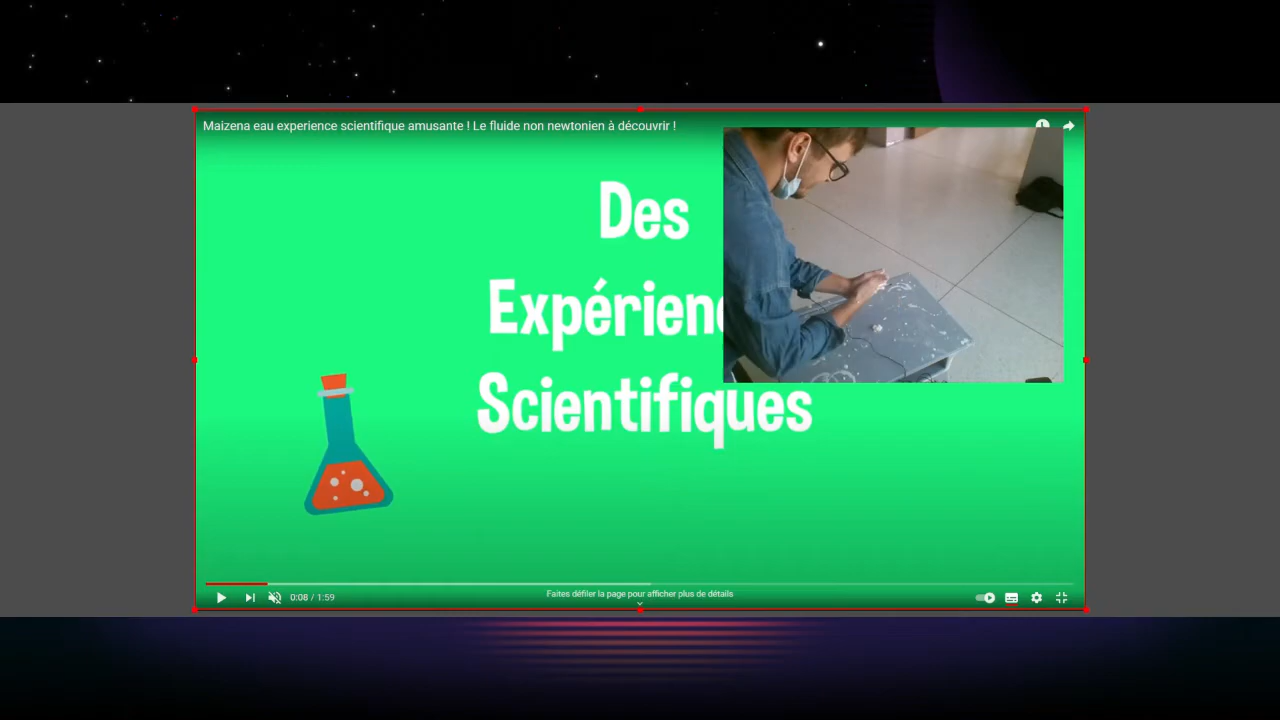 Maizena eau experience scientifique amusante ! Le fluide non newtonien à découvrir !
Des
Expérienc
Scientifiques
0:08 / 1:59
Faites défiler la page pour afficher plus de détails